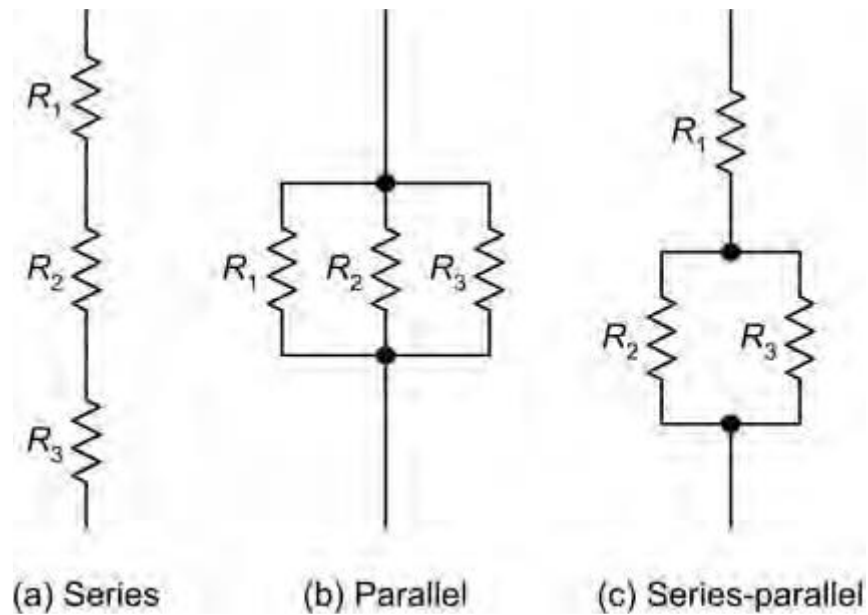 R1
R2
R3
(a) Series
R1
R2
R3
(b) Parallel
R1
R2
R3
(c) Series-parallel